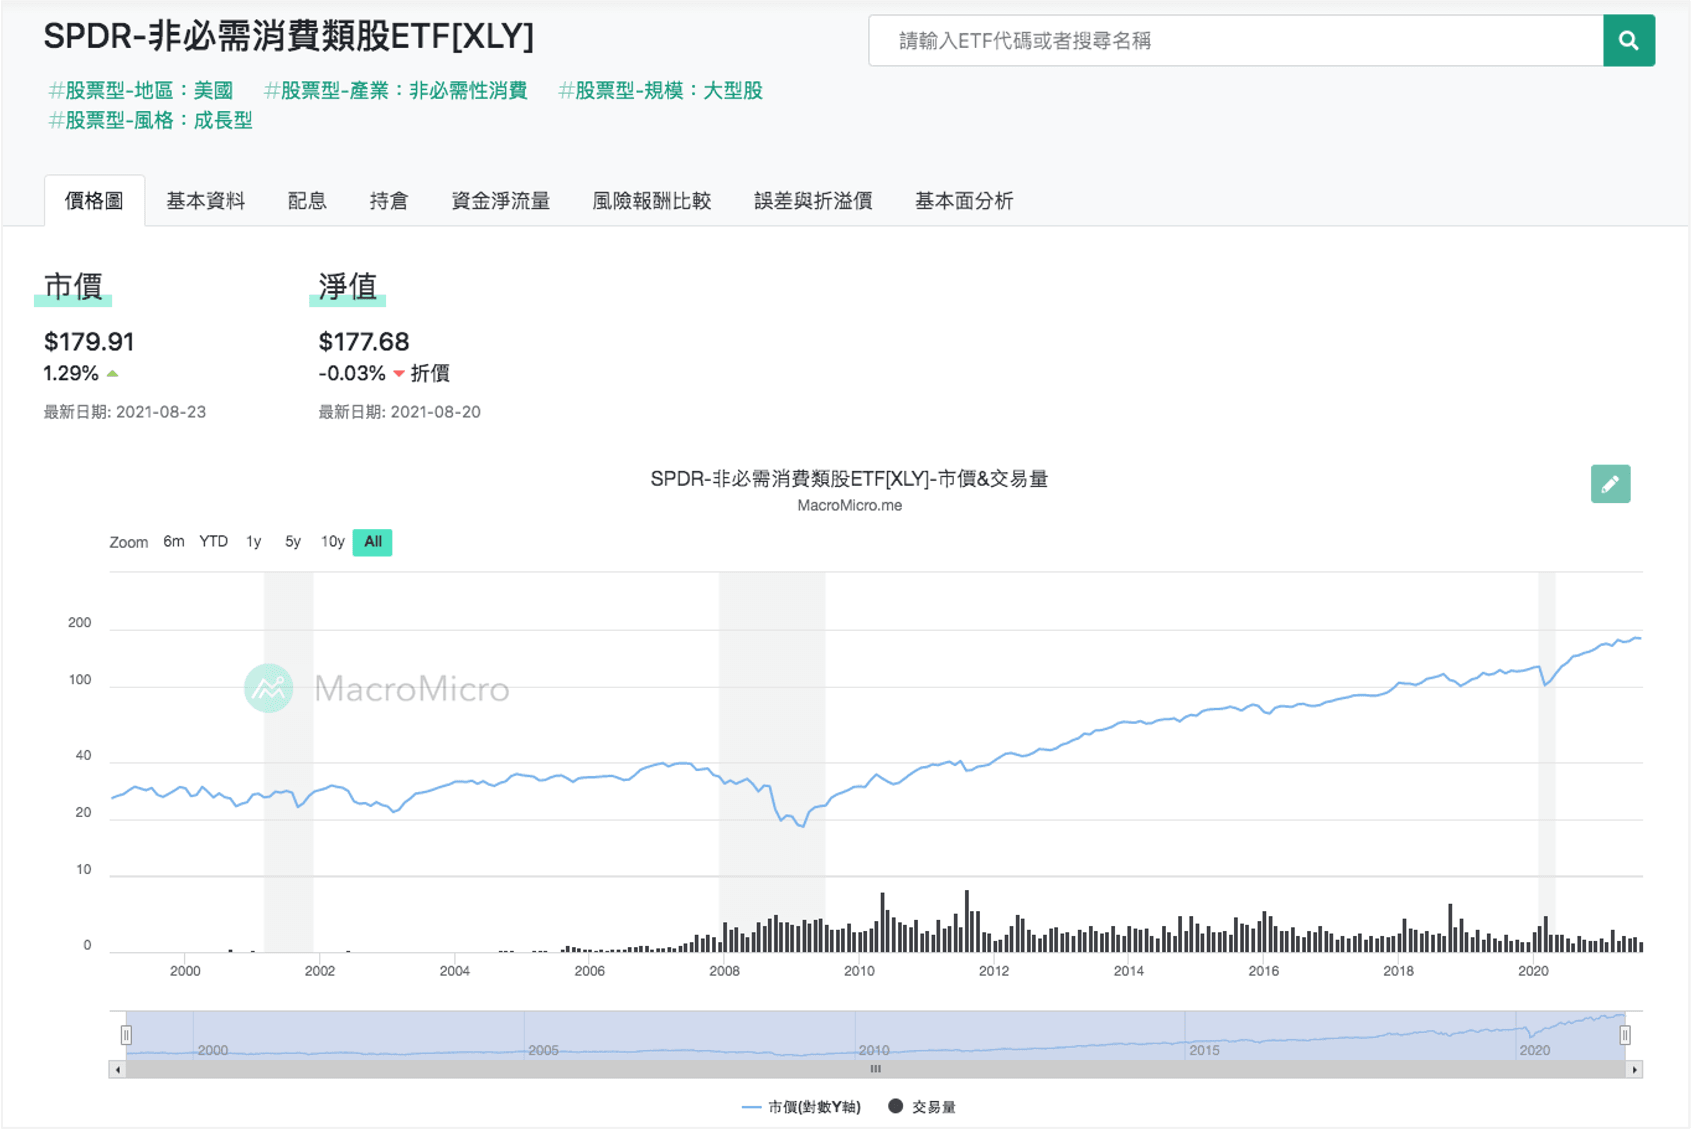 SPDR-非必需消費類股ETF[XLY]
請輸入ETF代碼或者搜尋名稱
#股票型-地區：美國 #股票型-產業：非必需性消費 #股票型-規模：大型股
#股票型-風格：成長型
價格圖 基本資料 配息 持倉 資金淨流量 風險報酬比較 誤差與折溢價 基本面分析
市價 淨值
$179.91 $177.68
1.29% -0.03% 折價
最新日期: 2021-08-23 最新日期: 2021-08-20
SPDR-非必需消費類股ETF[XLY]-市價&交易量
MacroMicro.me
Zoom 6m YTD 1y 5y 10y All
200
100
MacroMicro
40
20
10
0
2000 2002 2004 2006 2008 2010 2012 2014 2016 2018 2020
2000 2005 2010 2015 2020
市價(對數Y軸) 交易量